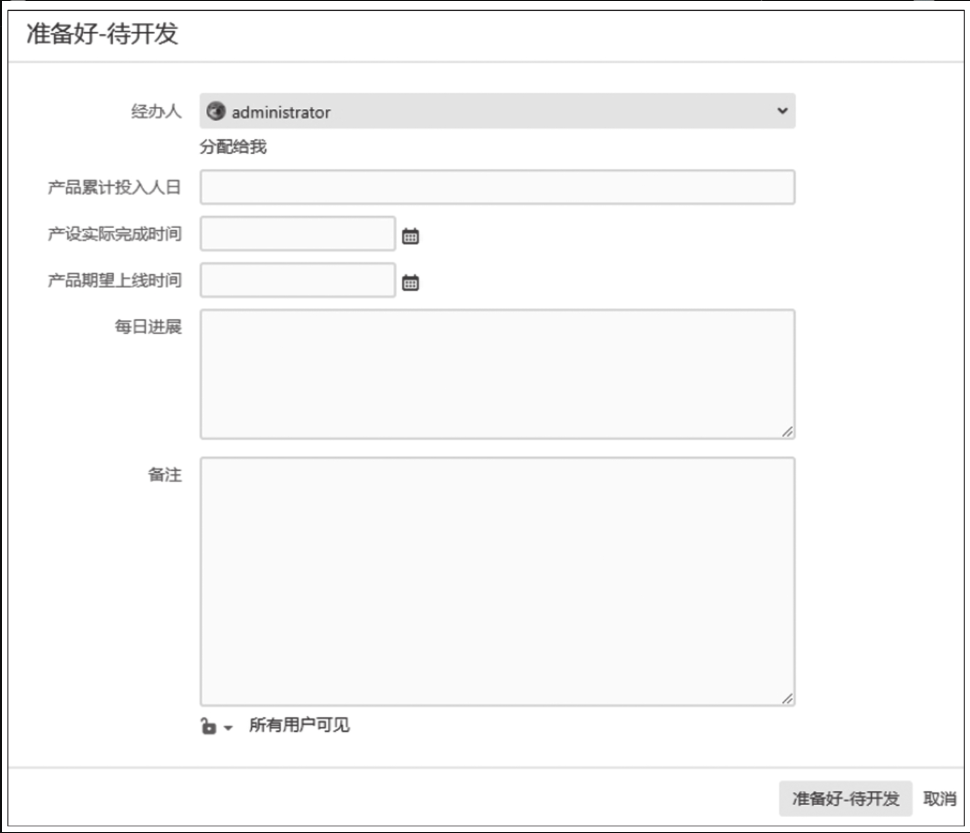 准备好-待开发
经办人
administrator
分配给我
产品累计投入人日
产设实际完成时间
产品期望上线时间
每日进展
备注
所有用户可见
准备好-待开发 取消